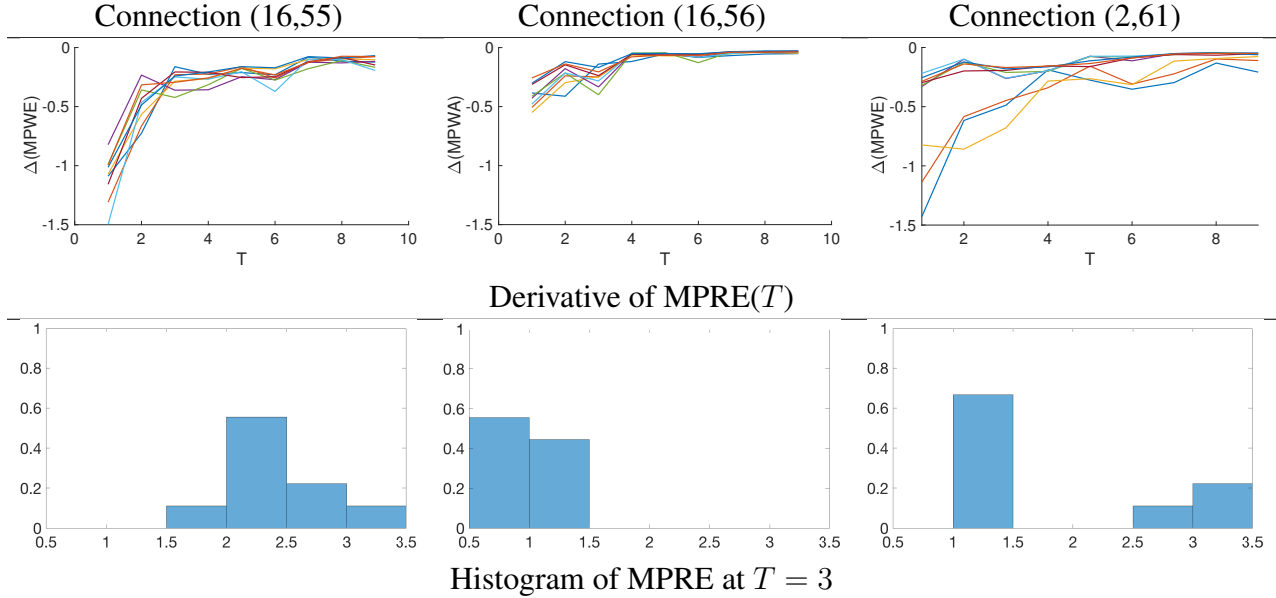 Connection (16,55) Connection (16,56) Connection (2,61)
0 0 0
-0.5 -0.5 -0.5
-1 -1 -1
-1.5 -1.5 -1.5
Δ(MPWE) Δ(MPWA) Δ(MPWE)
0 2 4 6 8 10 0 2 4 6 8 10 2 4 6 8
T T T
Derivative of MPRE(T)
1 1 1
0.8 0.8 0.8
0.6 0.6 0.6
0.4 0.4 0.4
0.2 0.2 0.2
0 0 0
0.5 1 1.5 2 2.5 3 3.5 0.5 1 1.5 2 2.5 3 3.5 0.5 1 1.5 2 2.5 3 3.5
Histogram of MPRE at T = 3